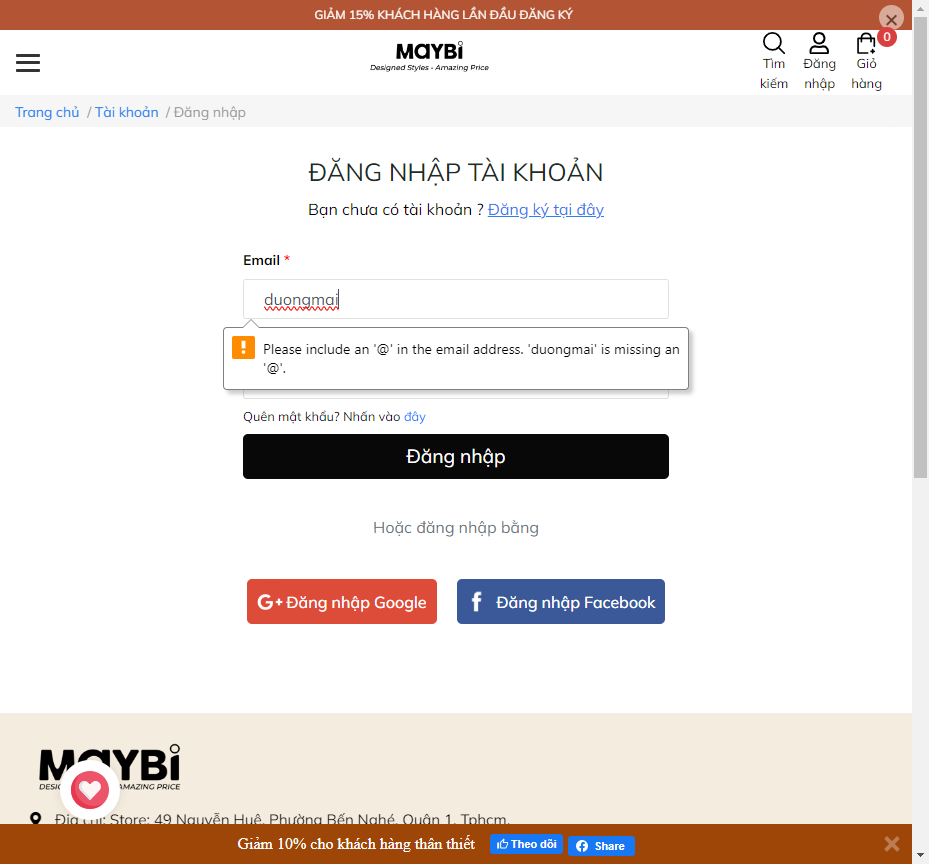 GIẢM 15% KHÁCH HÀNG LẦN ĐẦU ĐĂNG KÝ
MAYBI
Designed Styles - Amazing Price
Tìm kiếm
Đăng nhập
0
Giỏ hàng
Trang chủ / Tài khoản / Đăng nhập
ĐĂNG NHẬP TÀI KHOẢN
Bạn chưa có tài khoản ? Đăng ký tại đây
Email *
duongmai
Please include an '@' in the email address. 'duongmai' is missing an
'@'.
Quên mật khẩu? Nhấn vào đây
Đăng nhập
Hoặc đăng nhập bằng
G+ Đăng nhập Google
f Đăng nhập Facebook
MAYBI
AMAZING PRICE
Địa chỉ: Store: 49 Nguyễn Huệ, Phường Bến Nghé, Quận 1, Tphcm.
Giảm 10% cho khách hàng thân thiết
Theo dõi
Share